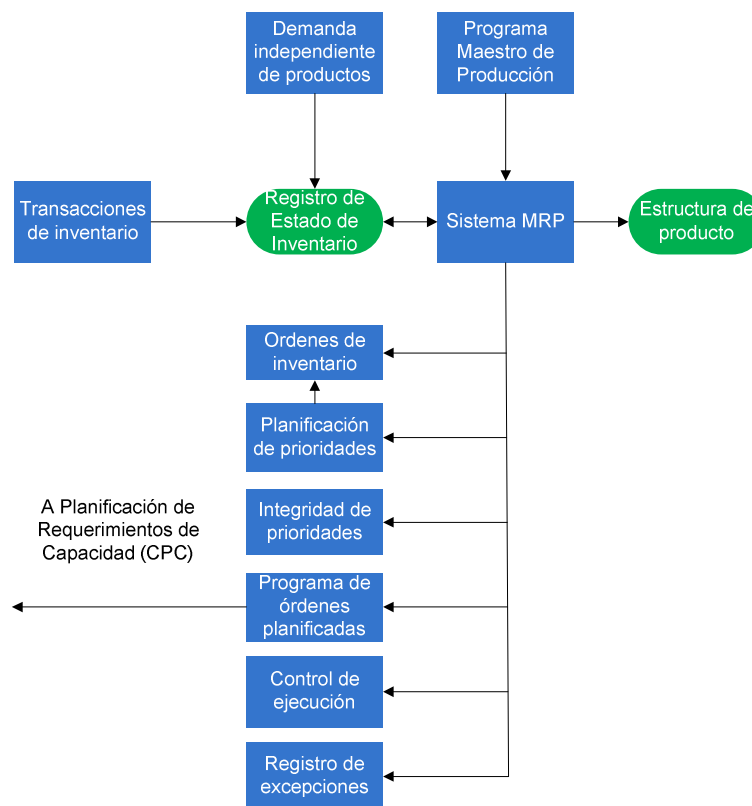 Demanda
independiente
de productos
Programa
Maestro de
Producción
Transacciones
de inventario
Registro de
Estado de
Inventario
Sistema MRP
Estructura de
producto
Ordenes de
inventario
Planificación
de prioridades
Integridad de
prioridades
A Planificación de
Requerimientos de
Capacidad (CPC)
Programa de
órdenes
planificadas
Control de
ejecución
Registro de
excepciones